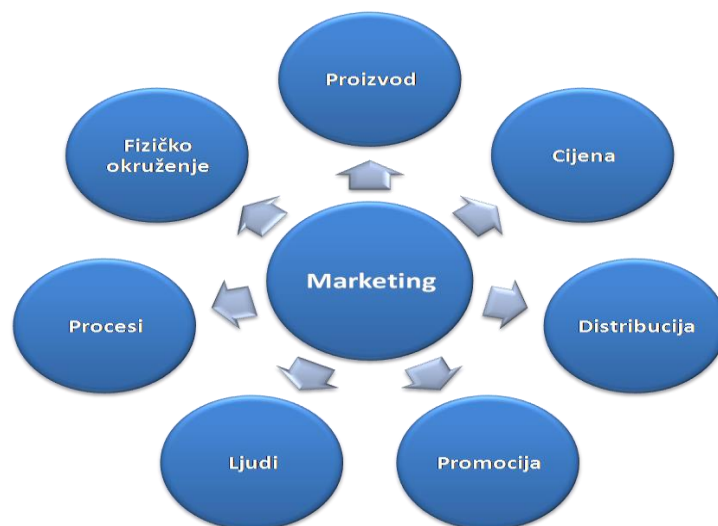 Proizvod
Fizičko
okruženje
Cijena
Marketing
Procesi
Distribucija
Ljudi
Promocija